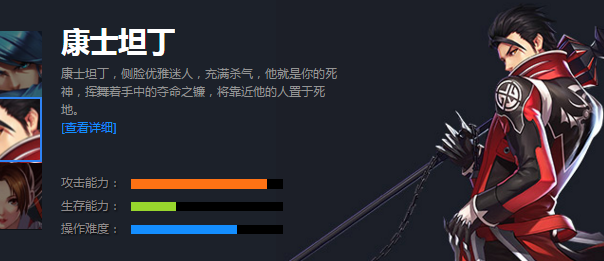 康士坦丁
康士坦丁，侧脸优雅迷人，充满杀气，他就是你的死
神，挥舞着手中的夺命之镰，将靠近他的人置于死
地。
[查看详细]
攻击能力：
生存能力：
操作难度：